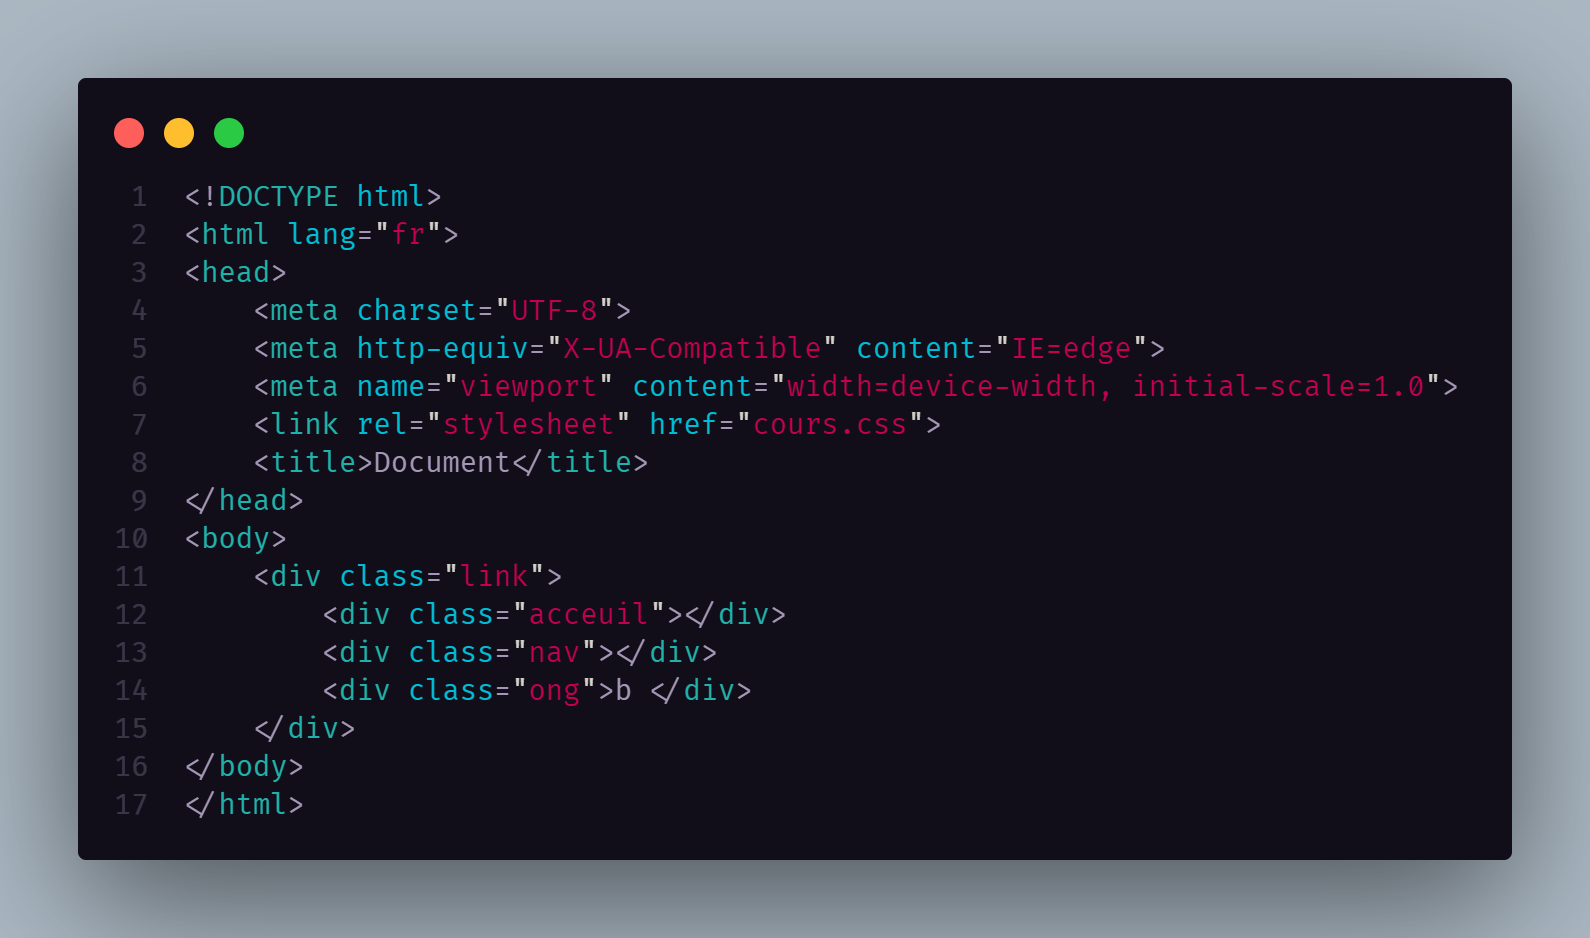 1 <!DOCTYPE html>
2 <html lang="fr">
3 <head>
4     <meta charset="UTF-8">
5     <meta http-equiv="X-UA-Compatible" content="IE=edge">
6     <meta name="viewport" content="width=device-width, initial-scale=1.0">
7     <link rel="stylesheet" href="cours.css">
8     <title>Document</title>
9 </head>
10 <body>
11     <div class="link">
12         <div class="acceuil"></div>
13         <div class="nav"></div>
14         <div class="ong">b </div>
15     </div>
16 </body>
17 </html>